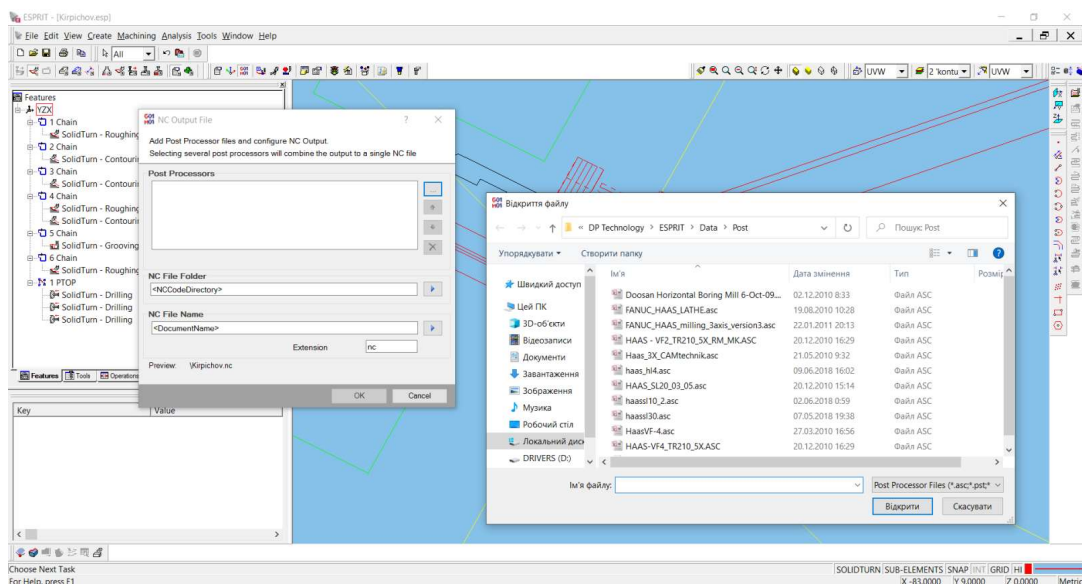 ESPRIT - [Kirpichov.esp]
File Edit View Create Machining Analysis Tools Window Help
All
UVW 2 'kontu UVW
Features
YZX
1 Chain
SolidTurn - Roughing
2 Chain
SolidTurn - Contouri
3 Chain
SolidTurn - Contouri
4 Chain
SolidTurn - Roughing
SolidTurn - Contouri
5 Chain
SolidTurn - Grooving
6 Chain
SolidTurn - Roughing
1 PTOP
SolidTurn - Drilling
SolidTurn - Drilling
SolidTurn - Drilling
Features Tools Operations
Key Value
NC Output File
Add Post Processor files and configure NC Output.
Selecting several post processors will combine the output to a single NC file
Post Processors
...
NC File Folder
<NCCodeDirectory>
NC File Name
<DocumentName>
Extension nc
Preview: \Kirpichov.nc
OK Cancel
Відкриття файлу
« DP Technology > ESPRIT > Data > Post
Пошук: Post
Упорядкувати Створити папку
Швидкий доступ
Цей ПК
3D-об'єкти
Відеозаписи
Документи
Завантаження
Зображення
Музика
Робочий стіл
Локальний диск
DRIVERS (D:)
Ім'я Дата змінення Тип Розмір
Doosan Horizontal Boring Mill 6-Oct-09... 02.12.2010 8:33 Файл ASC
FANUC_HAAS_LATHE.asc 19.08.2010 10:28 Файл ASC
FANUC_HAAS_milling_3axis_version3.asc 22.01.2011 20:13 Файл ASC
HAAS - VF2_TR210_5X_RM_MK.ASC 20.12.2010 16:29 Файл ASC
Haas_3X_CAMtechnik.asc 21.05.2010 9:32 Файл ASC
haas_hl4.asc 09.06.2018 16:02 Файл ASC
HAAS_SL20_03_05.asc 20.12.2010 15:14 Файл ASC
haassl10_2.asc 02.06.2018 0:59 Файл ASC
haassl30.asc 07.05.2018 19:38 Файл ASC
HaasVF-4.asc 27.03.2010 16:56 Файл ASC
HAAS-VF4_TR210_5X.ASC 20.12.2010 16:29 Файл ASC
Ім'я файлу: Post Processor Files (*.asc;*.pst;*
Відкрити Скасувати
Choose Next Task
SOLIDTURN SUB-ELEMENTS SNAP INT GRID HI
For Help, press F1
X -83.0000 Y 9.0000 Z 0.0000 Metric